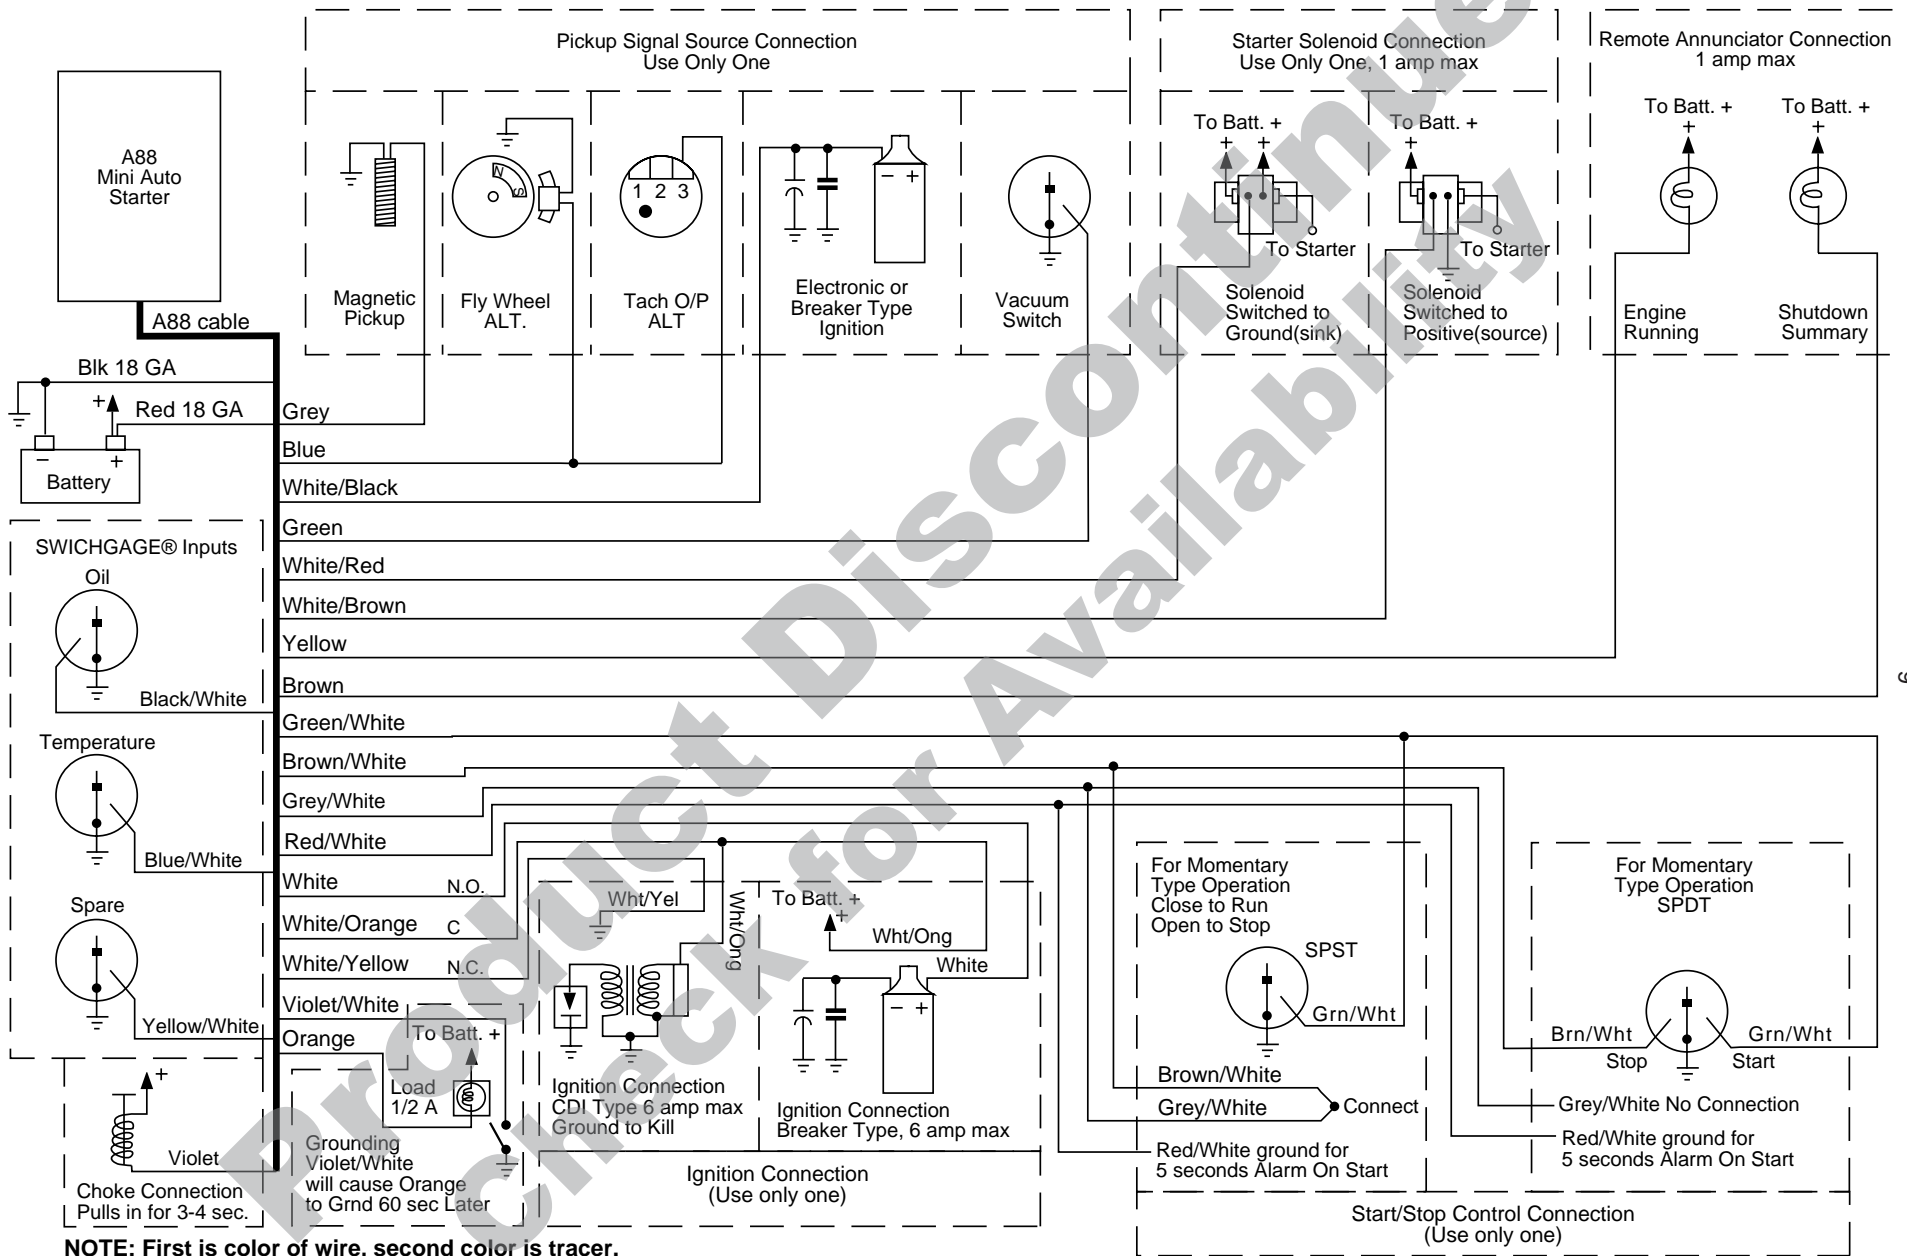 Pickup Signal Source Connection
Use Only One
Starter Solenoid Connection
Use Only One, 1 amp max
Remote Annunciator Connection
1 amp max
A88
Mini Auto
Starter
A88 cable
Blk 18 GA
+
Red 18 GA
–
+
Battery
1 2 3
N
S
– +
Magnetic
Pickup
Fly Wheel
ALT.
Tach O/P
ALT
Electronic or
Breaker Type
Ignition
Vacuum
Switch
To Batt. +
+ +
To Starter
Solenoid
Switched to
Ground(sink)
To Batt. +
+
To Starter
Solenoid
Switched to
Positive(source)
To Batt. +
+
Engine
Running
To Batt. +
+
Shutdown
Summary
Grey
Blue
White/Black
Green
White/Red
White/Brown
Yellow
Brown
Green/White
Brown/White
Grey/White
Red/White
White N.O.
White/Orange C
White/Yellow N.C.
Violet/White
Orange
SWICHGAGE® Inputs
Oil
Black/White
Temperature
Blue/White
Spare
Yellow/White
+
Violet
Choke Connection
Pulls in for 3-4 sec.
To Batt. +
Load
1/2 A
Grounding
Violet/White
will cause Orange
to Grnd 60 sec Later
Wht/Yel
Wht/Ong
Ignition Connection
CDI Type 6 amp max
Ground to Kill
To Batt. +
+
Wht/Ong
White
– +
Ignition Connection
Breaker Type, 6 amp max
Ignition Connection
(Use only one)
For Momentary
Type Operation
Close to Run
Open to Stop
SPST
Grn/Wht
Brown/White
Grey/White
Connect
Red/White ground for
5 seconds Alarm On Start
For Momentary
Type Operation
SPDT
Brn/Wht
Stop
Grn/Wht
Start
Grey/White No Connection
Red/White ground for
5 seconds Alarm On Start
Start/Stop Control Connection
(Use only one)
NOTE: First is color of wire, second color is tracer.
Product Discontinue
Check for Availability